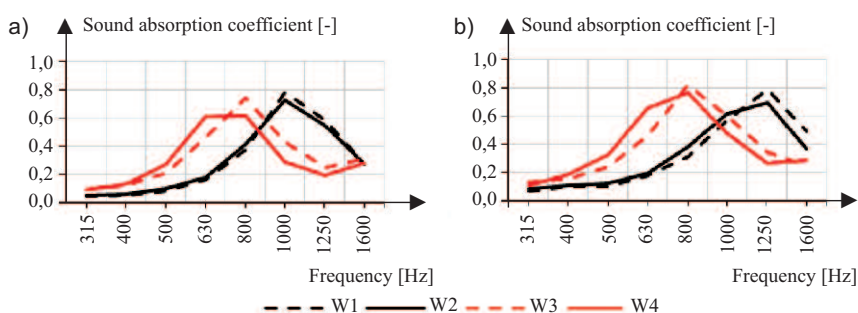 a)
Sound absorption coefficient [-]
1,0
0,8
0,6
0,4
0,2
0,0
315 400 500 630 800 1000 1250 1600
Frequency [Hz]
b)
Sound absorption coefficient [-]
1,0
0,8
0,6
0,4
0,2
0,0
315 400 500 630 800 1000 1250 1600
Frequency [Hz]
W1 W2 W3 W4